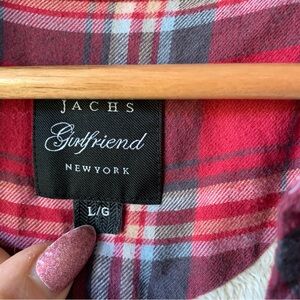 JACHS
Girlfriend
NEW YORK
L/G